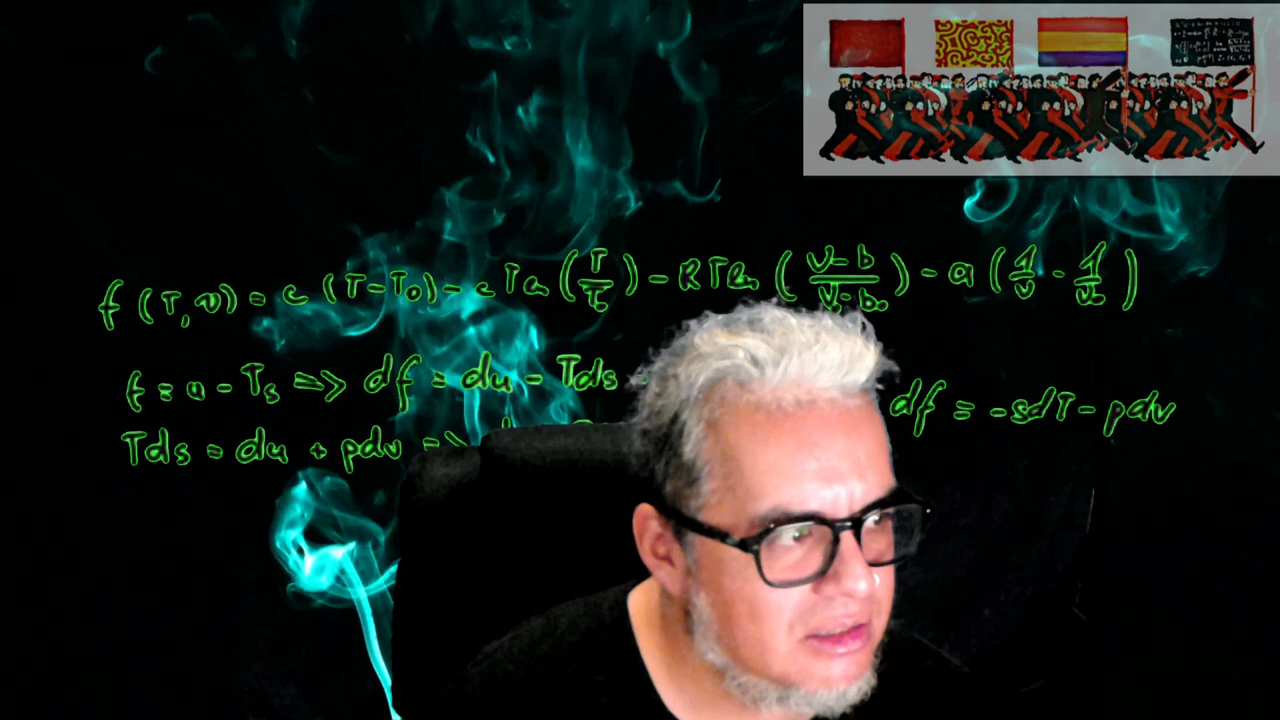 f (T, v) = c (T-T₀) - c T ln (T/T₀) - R T ln (v-b/v₀-b) - a (1/v - 1/v₀)
f = u - Ts => df = du - Tds -
df = -sdT - pdv
Tds = du + pdv =>